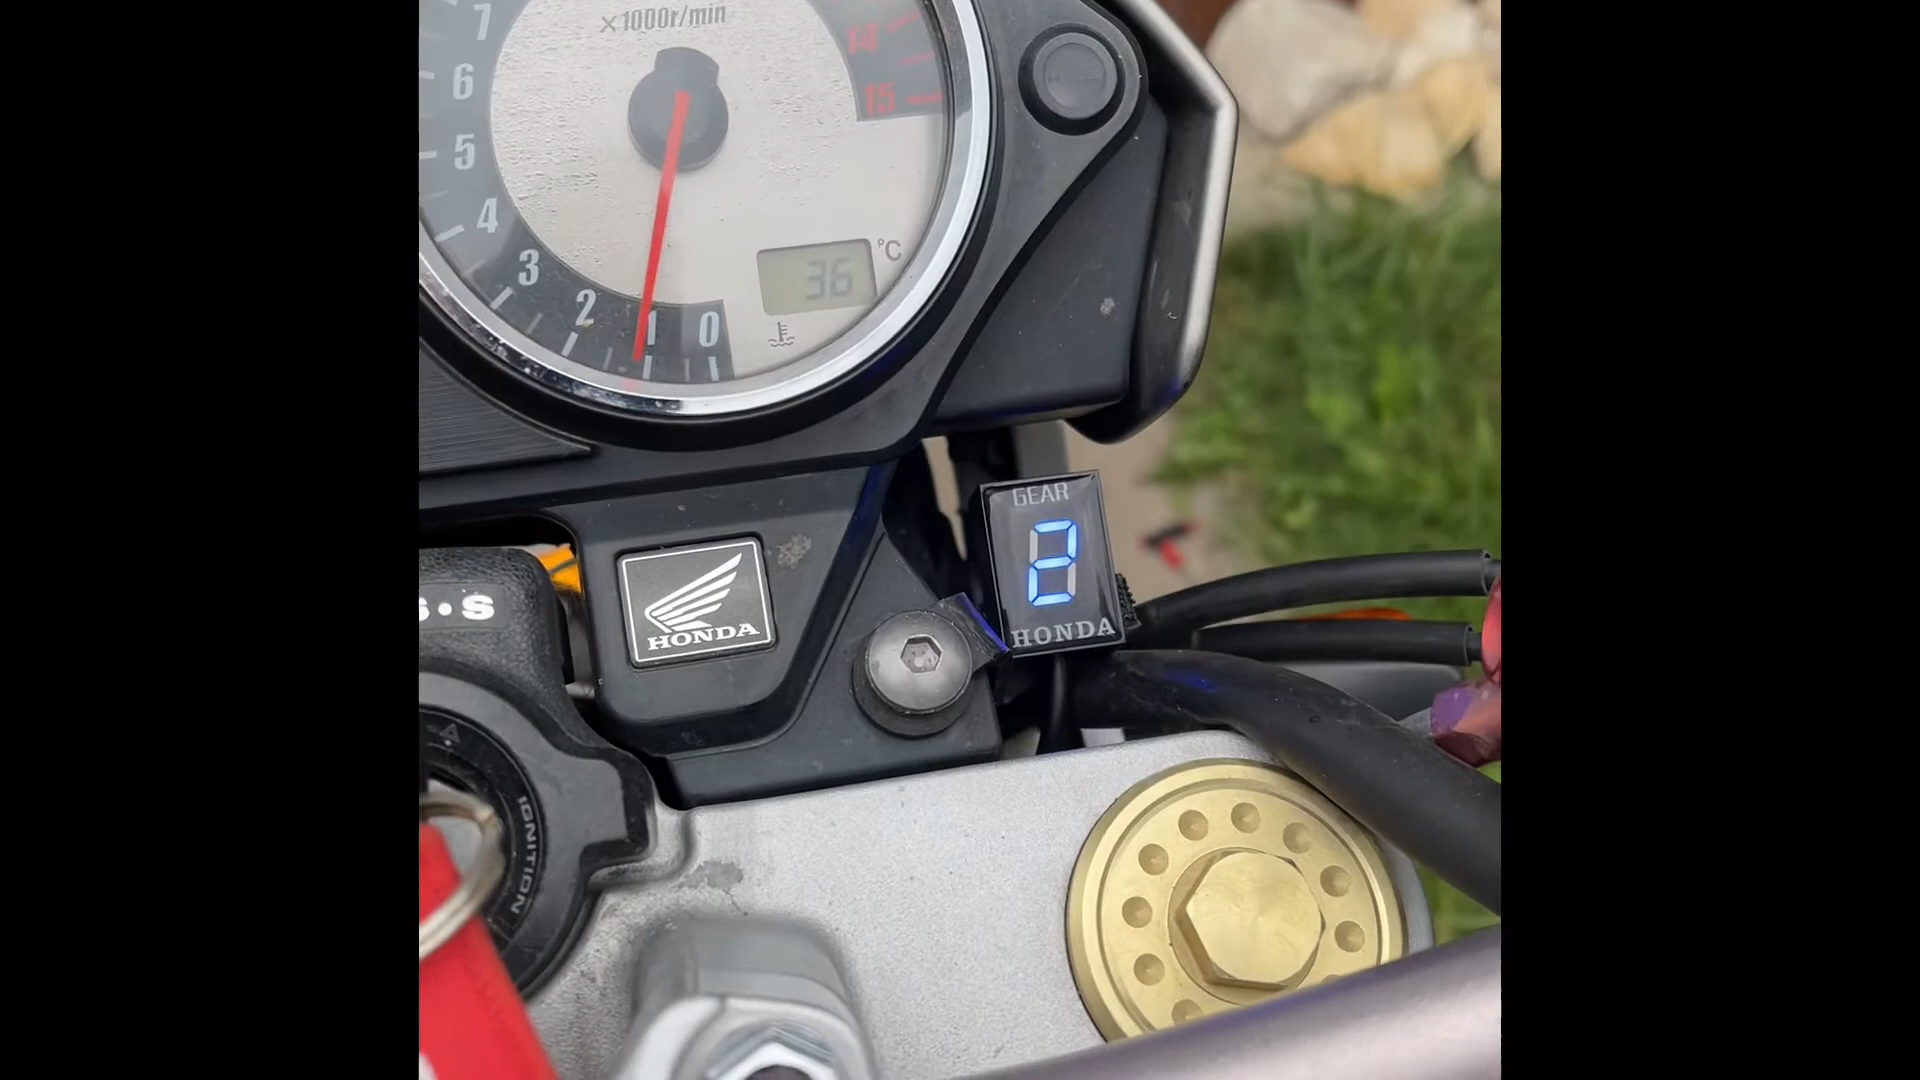 ×1000r/min
7
6
5
4
3
2
1
0
14
15
36
°C
GEAR
2
HONDA
HONDA
S·S
IGNITION